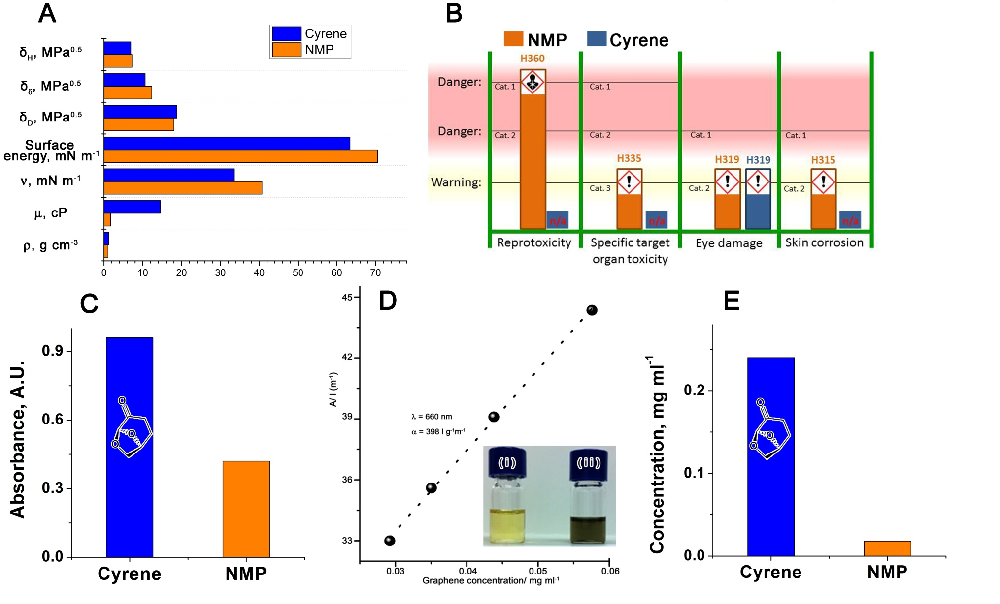 A
Cyrene
NMP
δH, MPa0.5
δδ, MPa0.5
δD, MPa0.5
Surface
energy, mN m-1
ν, mN m-1
μ, cP
ρ, g cm-3
0 10 20 30 40 50 60 70
B
NMP Cyrene
H360
Danger:
Cat. 1 Cat. 1
Danger:
Cat. 2 Cat. 2 Cat. 1 Cat. 1
H335 H319 H319 H315
! ! ! !
Warning:
Cat. 3 Cat. 2 Cat. 2
n/a n/a n/a
Reprotoxicity Specific target Eye damage Skin corrosion
organ toxicity
C
Absorbance, A.U.
0.9
0.6
0.3
0.0
O
O
O
Cyrene NMP
D
A/ l (m-1)
45
42
39
36
33
λ = 660 nm
α = 398 l g-1m-1
(i) (ii)
0.03 0.04 0.05 0.06
Graphene concentration/ mg ml-1
E
Concentration, mg ml-1
0.2
0.1
0.0
O
O
O
Cyrene NMP